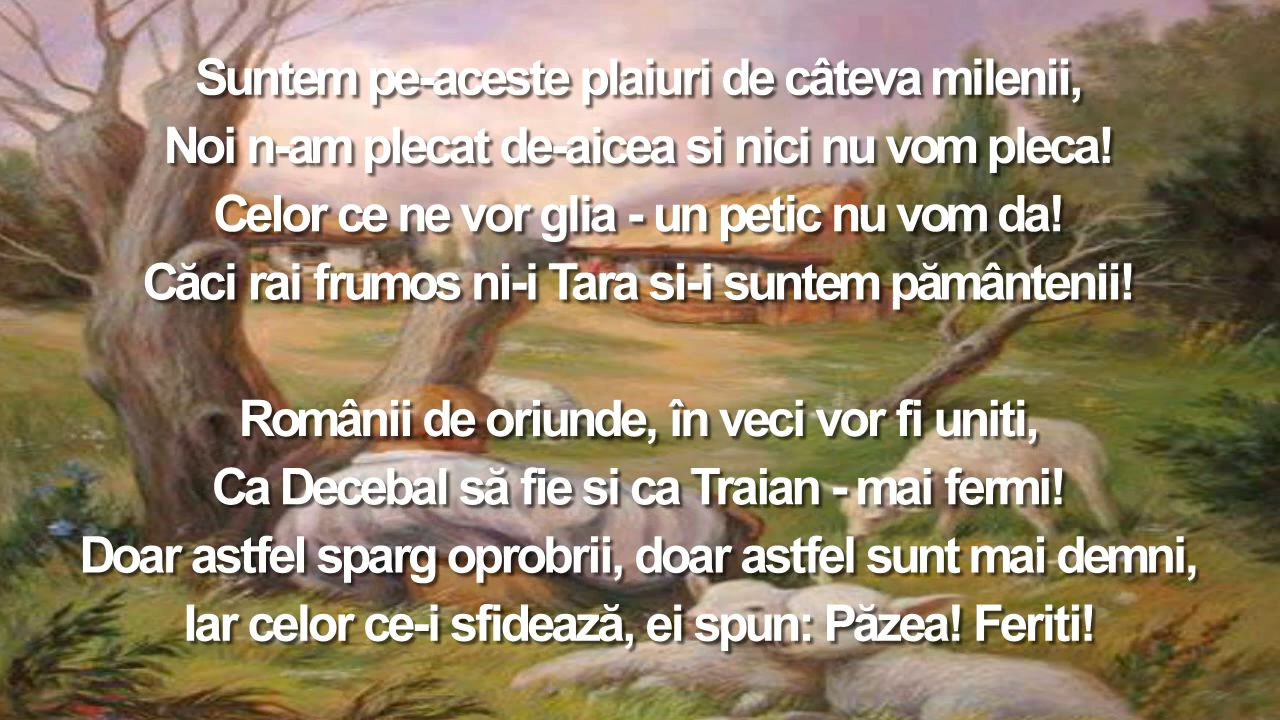 Suntem pe-aceste plaiuri de câteva milenii,
Noi n-am plecat de-aicea si nici nu vom pleca!
Celor ce ne vor glia - un petic nu vom da!
Căci rai frumos ni-i Tara si-i suntem pământenii!
Românii de oriunde, în veci vor fi uniti,
Ca Decebal să fie si ca Traian - mai fermi!
Doar astfel sparg oprobrii, doar astfel sunt mai demni,
Iar celor ce-i sfidează, ei spun: Păzea! Feriti!